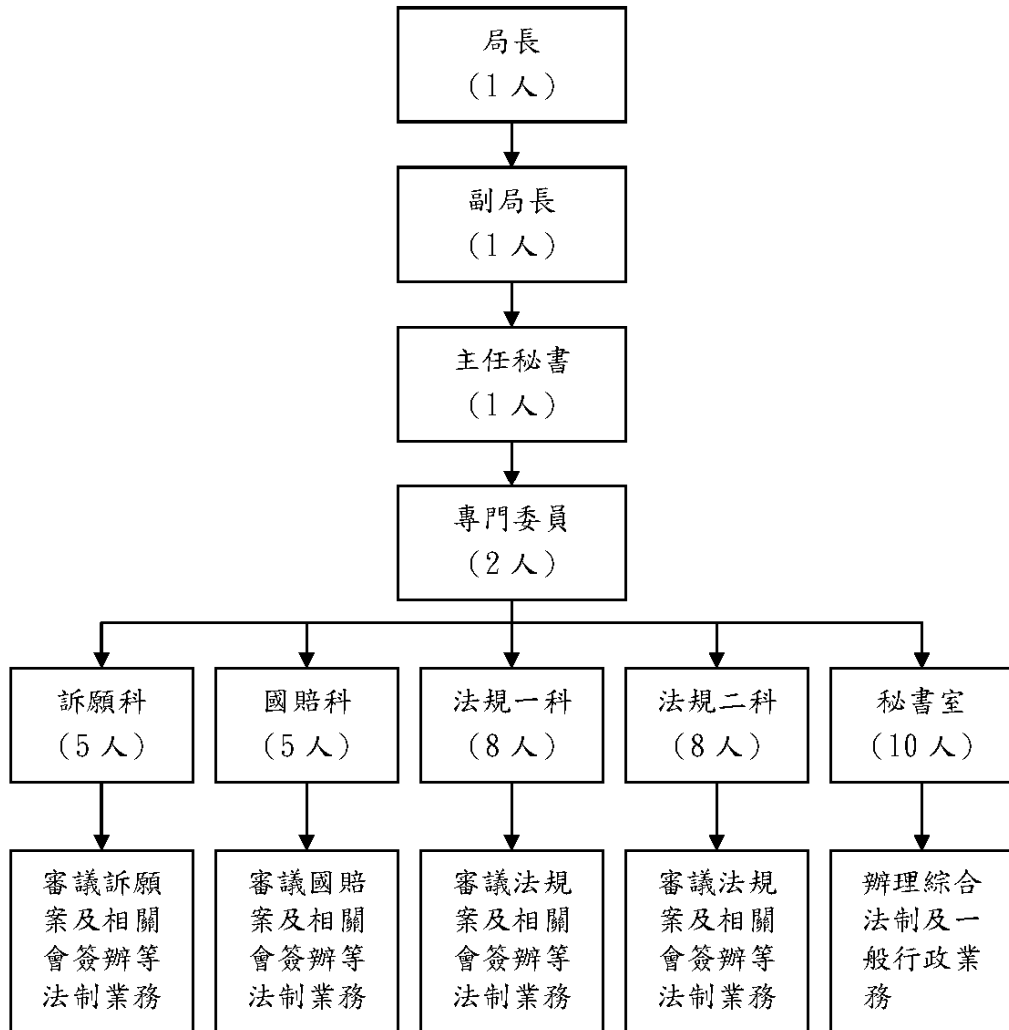 局長
(1人)
副局長
(1人)
主任秘書
(1人)
專門委員
(2人)
訴願科
(5人)
國賠科
(5人)
法規一科
(8人)
法規二科
(8人)
秘書室
(10人)
審議訴願
案及相關
會簽辦等
法制業務
審議國賠
案及相關
會簽辦等
法制業務
審議法規
案及相關
會簽辦等
法制業務
審議法規
案及相關
會簽辦等
法制業務
辦理綜合
法制及一
般行政業
務